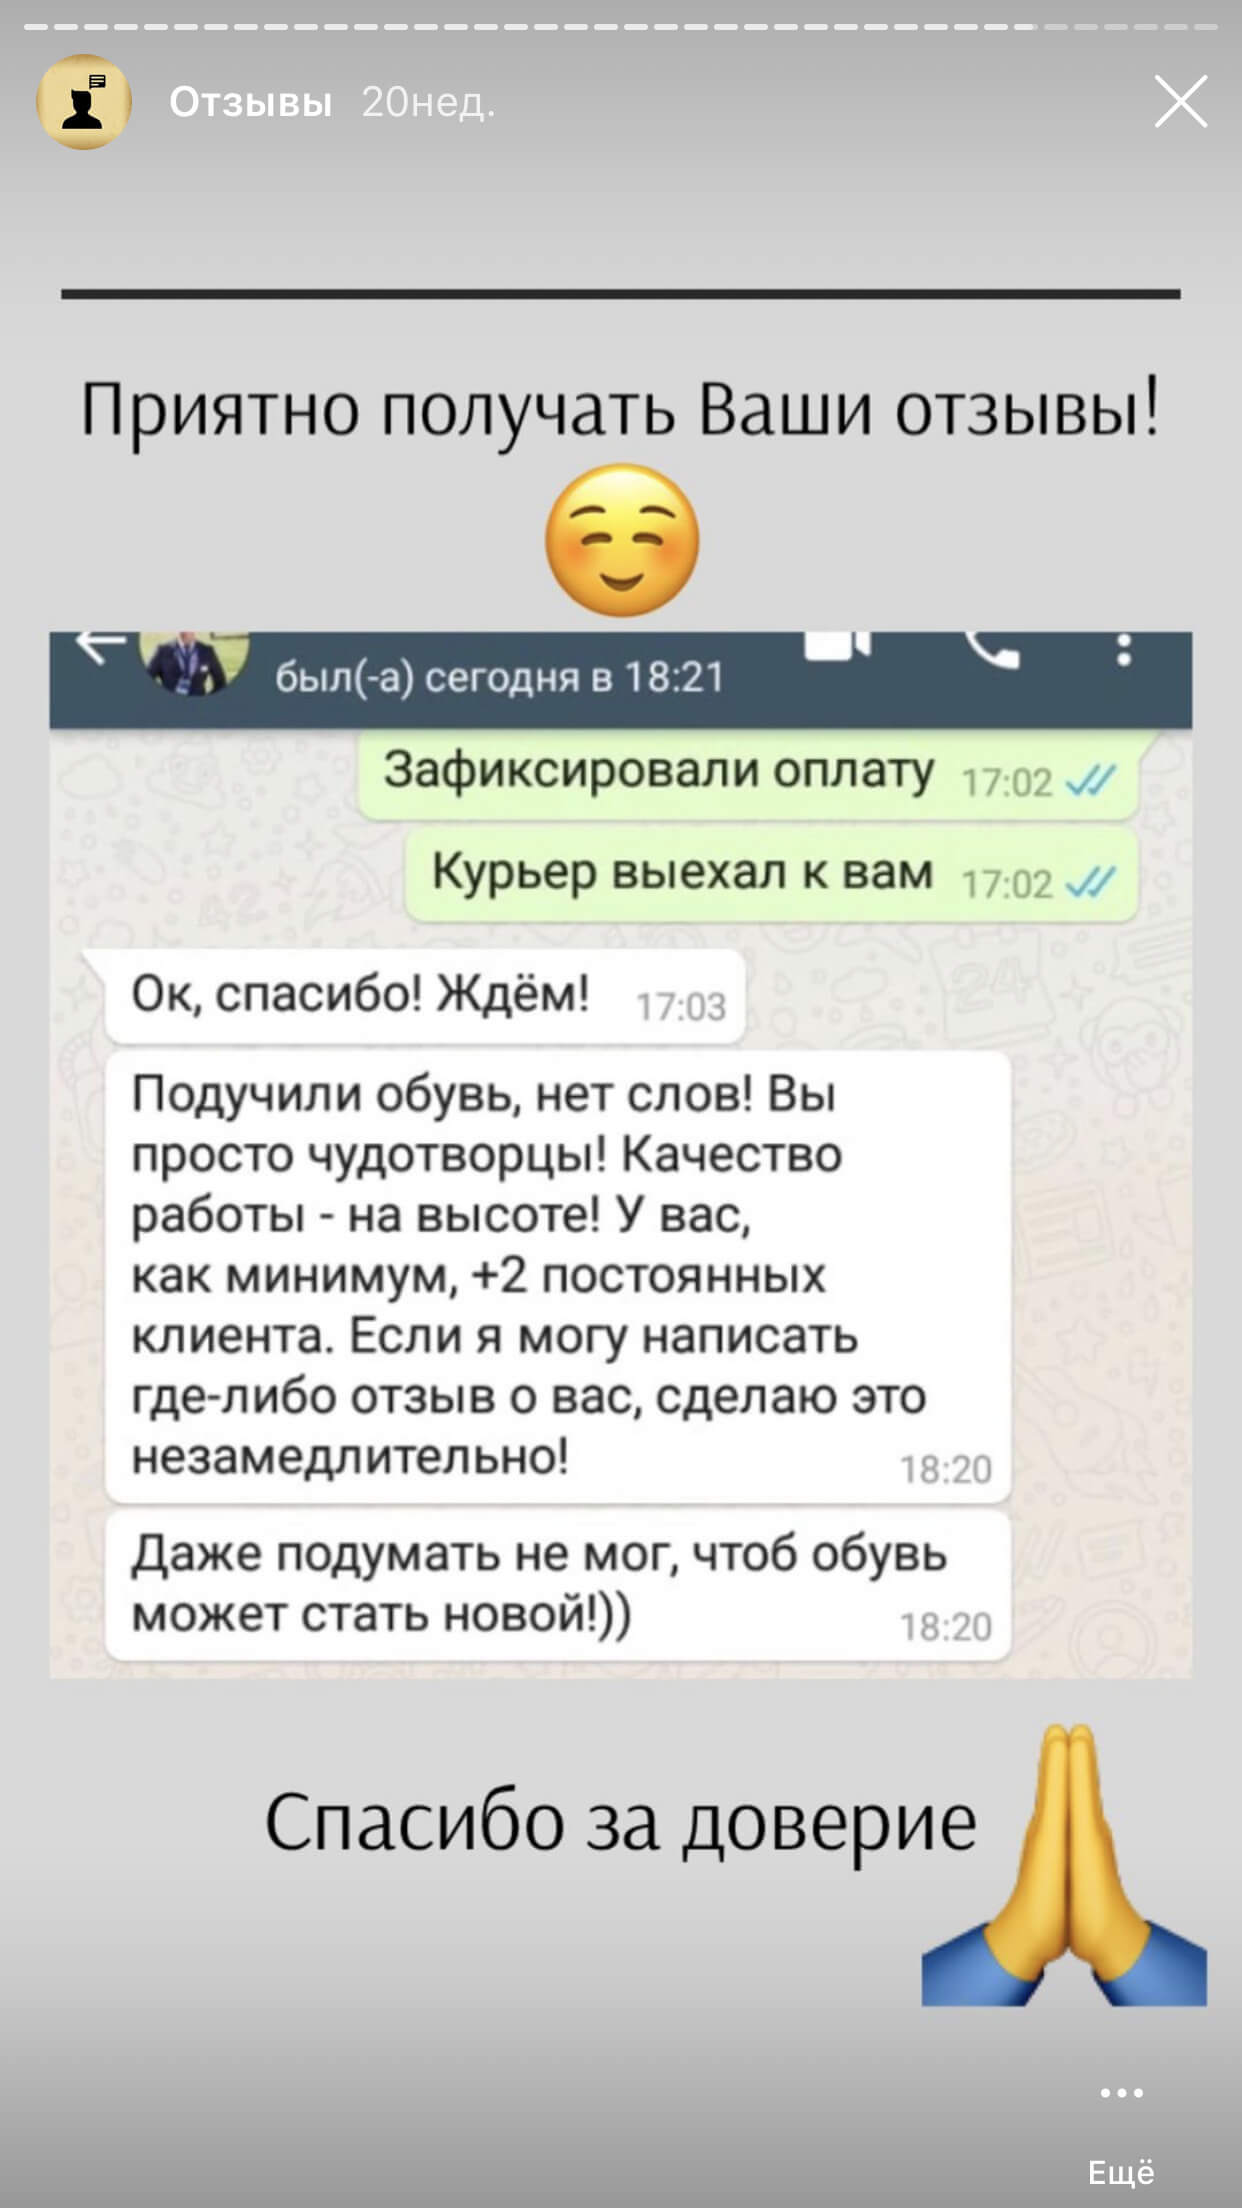 Отзывы 20нед.
Приятно получать Ваши отзывы!
был(-а) сегодня в 18:21
Зафиксировали оплату 17:02
Курьер выехал к вам 17:02
Ок, спасибо! Ждём! 17:03
Подучили обувь, нет слов! Вы
просто чудотворцы! Качество
работы - на высоте! У вас,
как минимум, +2 постоянных
клиента. Если я могу написать
где-либо отзыв о вас, сделаю это
незамедлительно! 18:20
Даже подумать не мог, чтоб обувь
может стать новой!)) 18:20
Спасибо за доверие
Ещё